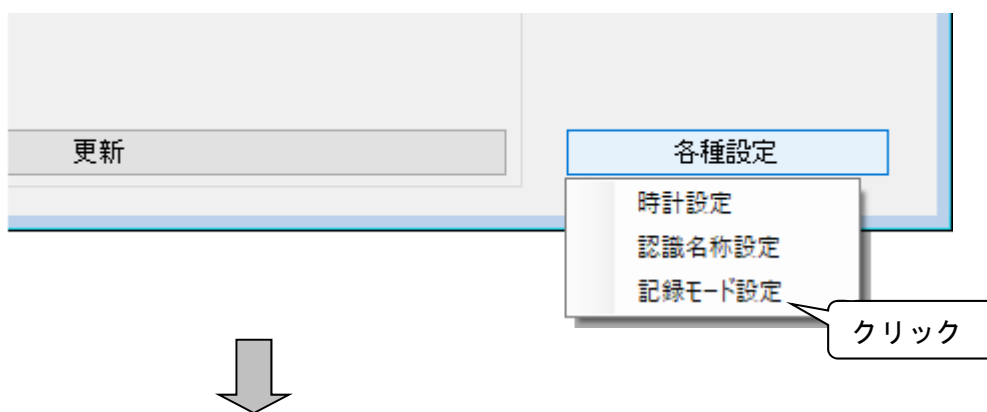 更新
各種設定
時計設定
認識名称設定
記録モード設定
クリック